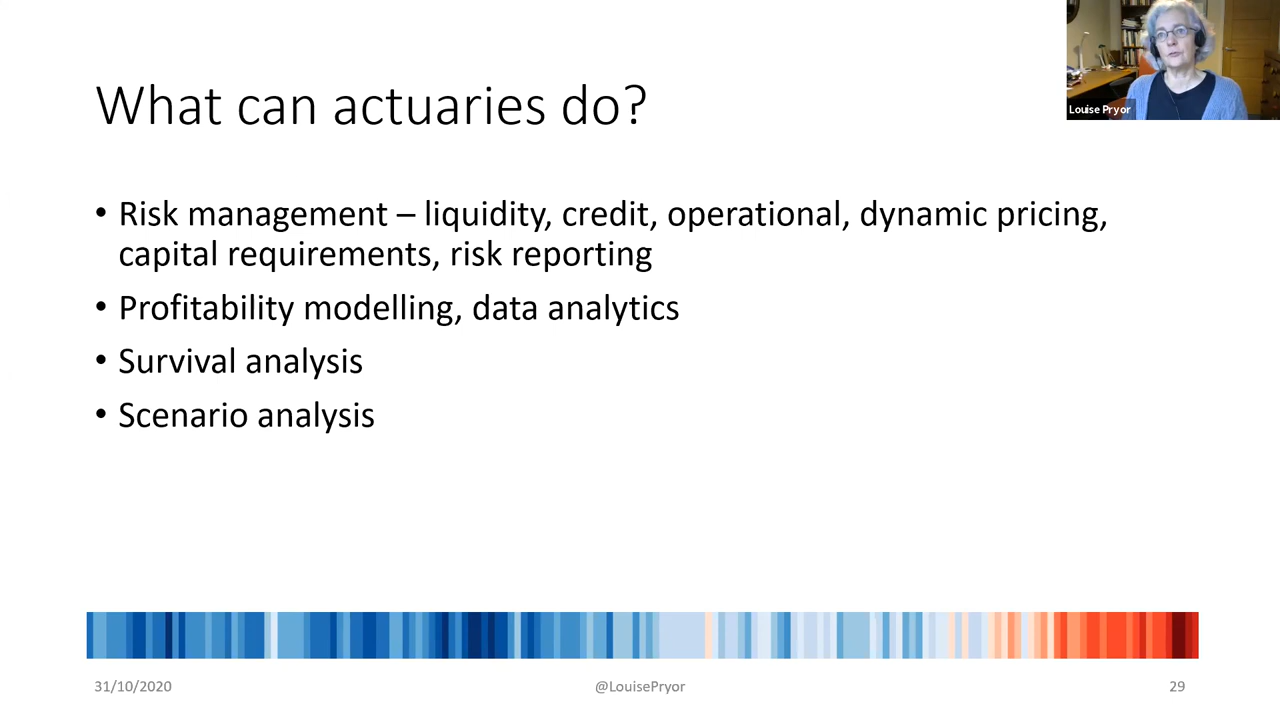 What can actuaries do?
Louise Pryor
• Risk management – liquidity, credit, operational, dynamic pricing,
capital requirements, risk reporting
• Profitability modelling, data analytics
• Survival analysis
• Scenario analysis
31/10/2020
@LouisePryor
29